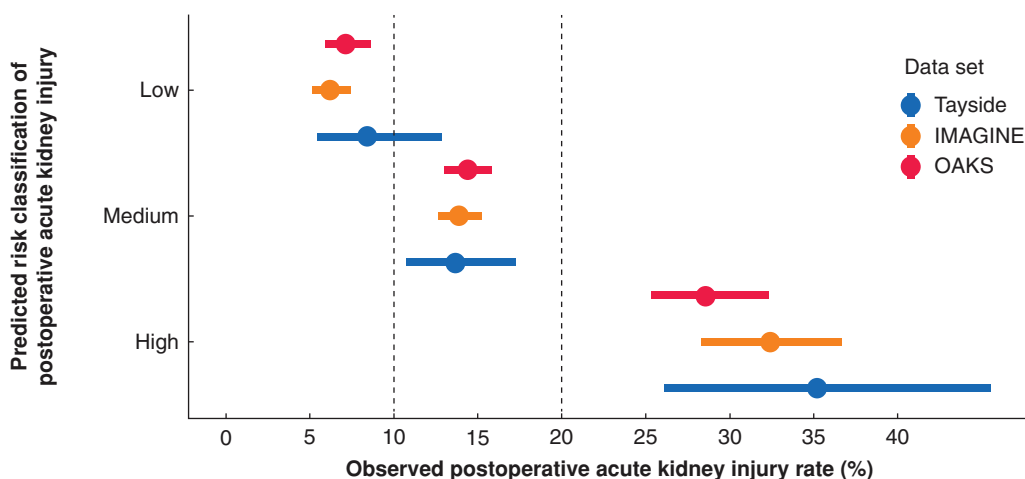 Predicted risk classification of
postoperative acute kidney injury
Low
Medium
High
Data set
Tayside
IMAGINE
OAKS
0 5 10 15 20 25 30 35 40
Observed postoperative acute kidney injury rate (%)